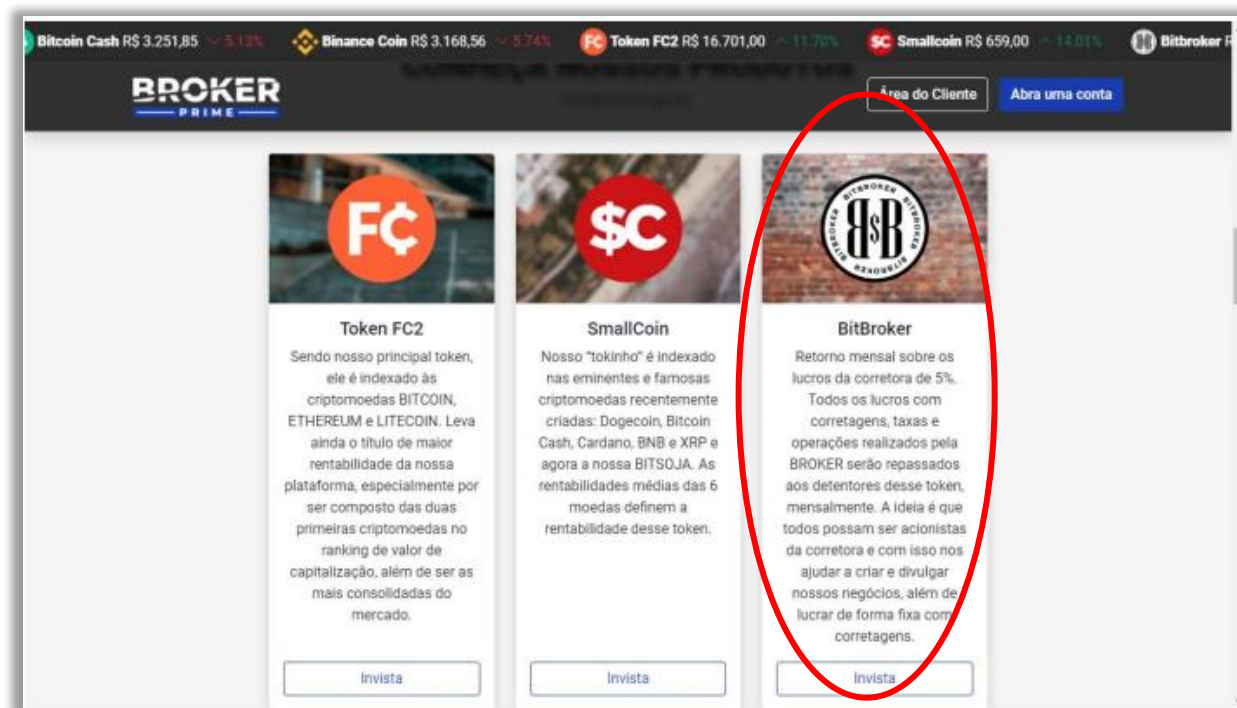 Bitcoin Cash R$ 3.251,85 5.13% Binance Coin R$ 3.168,56 5.74% FC Token FC2 R$ 16.701,00 11.70% SC Smallcoin R$ 659,00 14.01% Bitbroker
CONHEÇA NOSSOS PRODUTOS
BROKER
PRIME
Área do Cliente
Abra uma conta
F₵
$C
BITBROKER BITBROKER BITBROKER BITBROKER
B$B
Token FC2
Sendo nosso principal token,
ele é indexado às
criptomoedas BITCOIN,
ETHEREUM e LITECOIN. Leva
ainda o título de maior
rentabilidade da nossa
plataforma, especialmente por
ser composto das duas
primeiras criptomoedas no
ranking de valor de
capitalização, além de ser as
mais consolidadas do
mercado.
Invista
SmallCoin
Nosso "tokinho" é indexado
nas eminentes e famosas
criptomoedas recentemente
criadas: Dogecoin, Bitcoin
Cash, Cardano, BNB e XRP e
agora a nossa BITSOJA. As
rentabilidades médias das 6
moedas definem a
rentabilidade desse token.
Invista
BitBroker
Retorno mensal sobre os
lucros da corretora de 5%.
Todos os lucros com
corretagens, taxas e
operações realizados pela
BROKER serão repassados
aos detentores desse token,
mensalmente. A ideia é que
todos possam ser acionistas
da corretora e com isso nos
ajudar a criar e divulgar
nossos negócios, além de
lucrar de forma fixa com
corretagens.
Invista